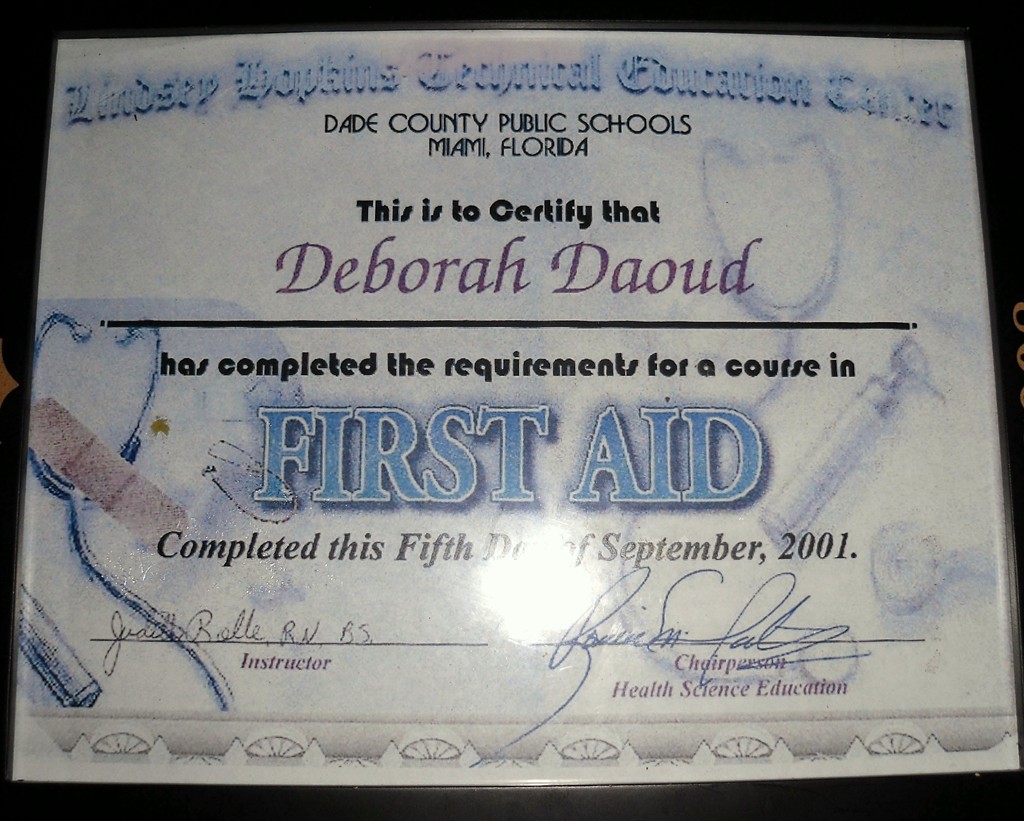 Lindsey Hopkins Technical Education Center
DADE COUNTY PUBLIC SCHOOLS
MIAMI, FLORIDA
This is to Certify that
Deborah Daoud
has completed the requirements for a course in
FIRST AID
Completed this Fifth Day of September, 2001.
RN BS
Instructor
Chairperson
Health Science Education